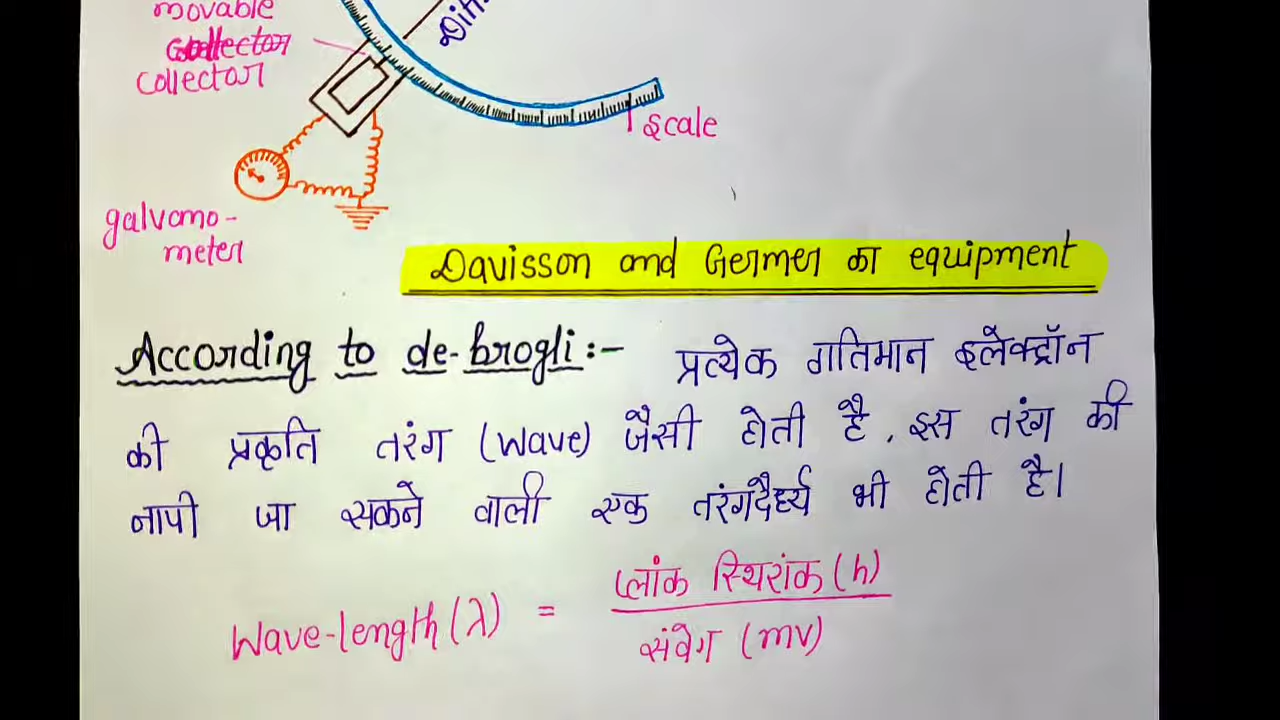 movable
collector
Diff
scale
galvano-
meter
Davisson and Germer का equipment
According to de-brogli:- प्रत्येक गतिमान इलेक्ट्रॉन
की प्रकृति तरंग (wave) जैसी होती है, इस तरंग की
नापी जा सकने वाली एक तरंगदैर्ध्य भी होती है।
प्लांक स्थिरांक (h)
Wave-length (λ) =
संवेग (mv)